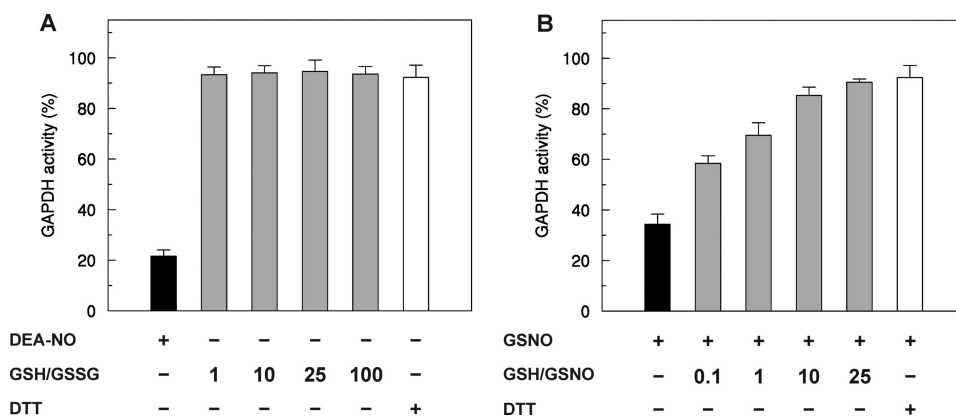 A
GAPDH activity (%)
100
80
60
40
20
0
DEA-NO + – – – – –
GSH/GSSG – 1 10 25 100 –
DTT – – – – – +
B
GAPDH activity (%)
100
80
60
40
20
0
GSNO + + + + + +
GSH/GSNO – 0.1 1 10 25 –
DTT – – – – – +